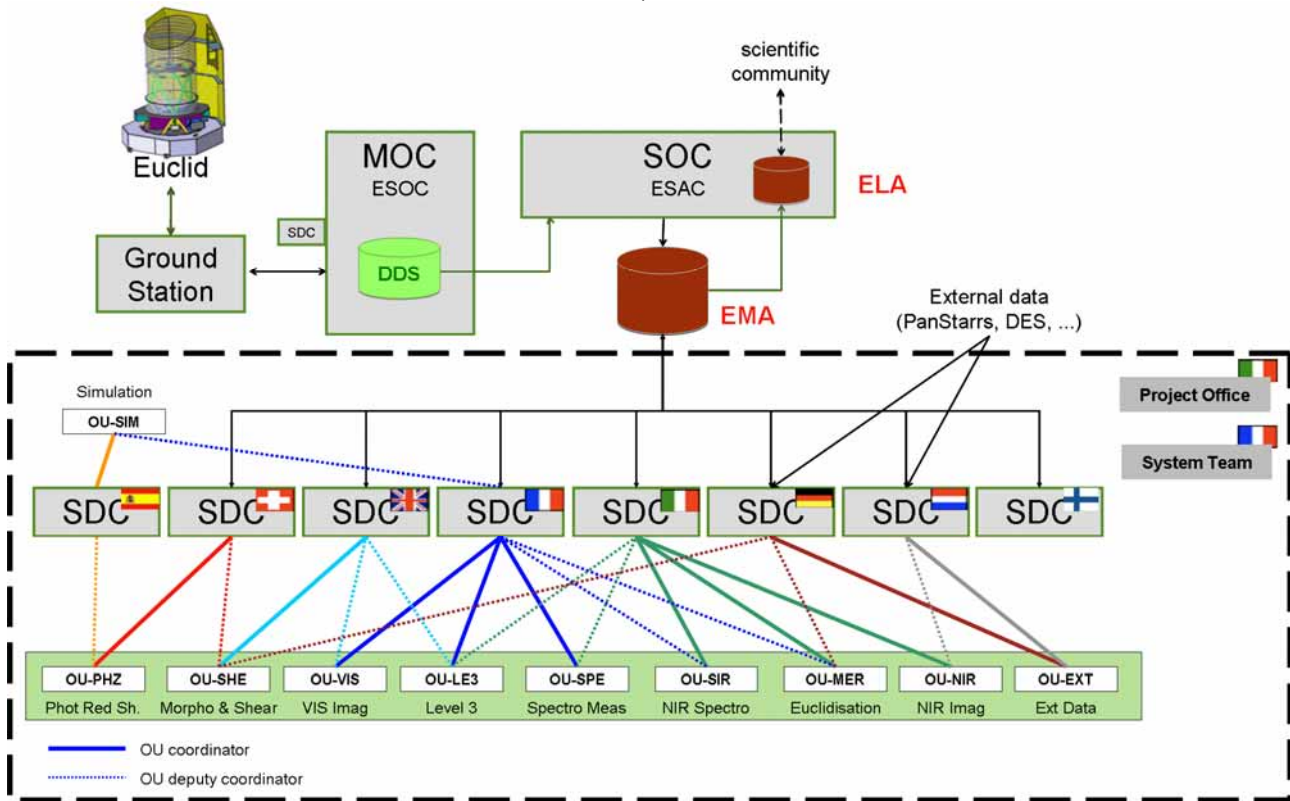 scientific
community
Euclid
MOC
ESOC
SOC
ESAC
ELA
SDC
Ground
Station
DDS
EMA
External data
(PanStarrs, DES, ...)
Simulation
OU-SIM
Project Office
System Team
SDC SDC SDC SDC SDC SDC SDC SDC
OU-PHZ OU-SHE OU-VIS OU-LE3 OU-SPE OU-SIR OU-MER OU-NIR OU-EXT
Phot Red Sh. Morpho & Shear VIS Imag Level 3 Spectro Meas NIR Spectro Euclidisation NIR Imag Ext Data
OU coordinator
OU deputy coordinator